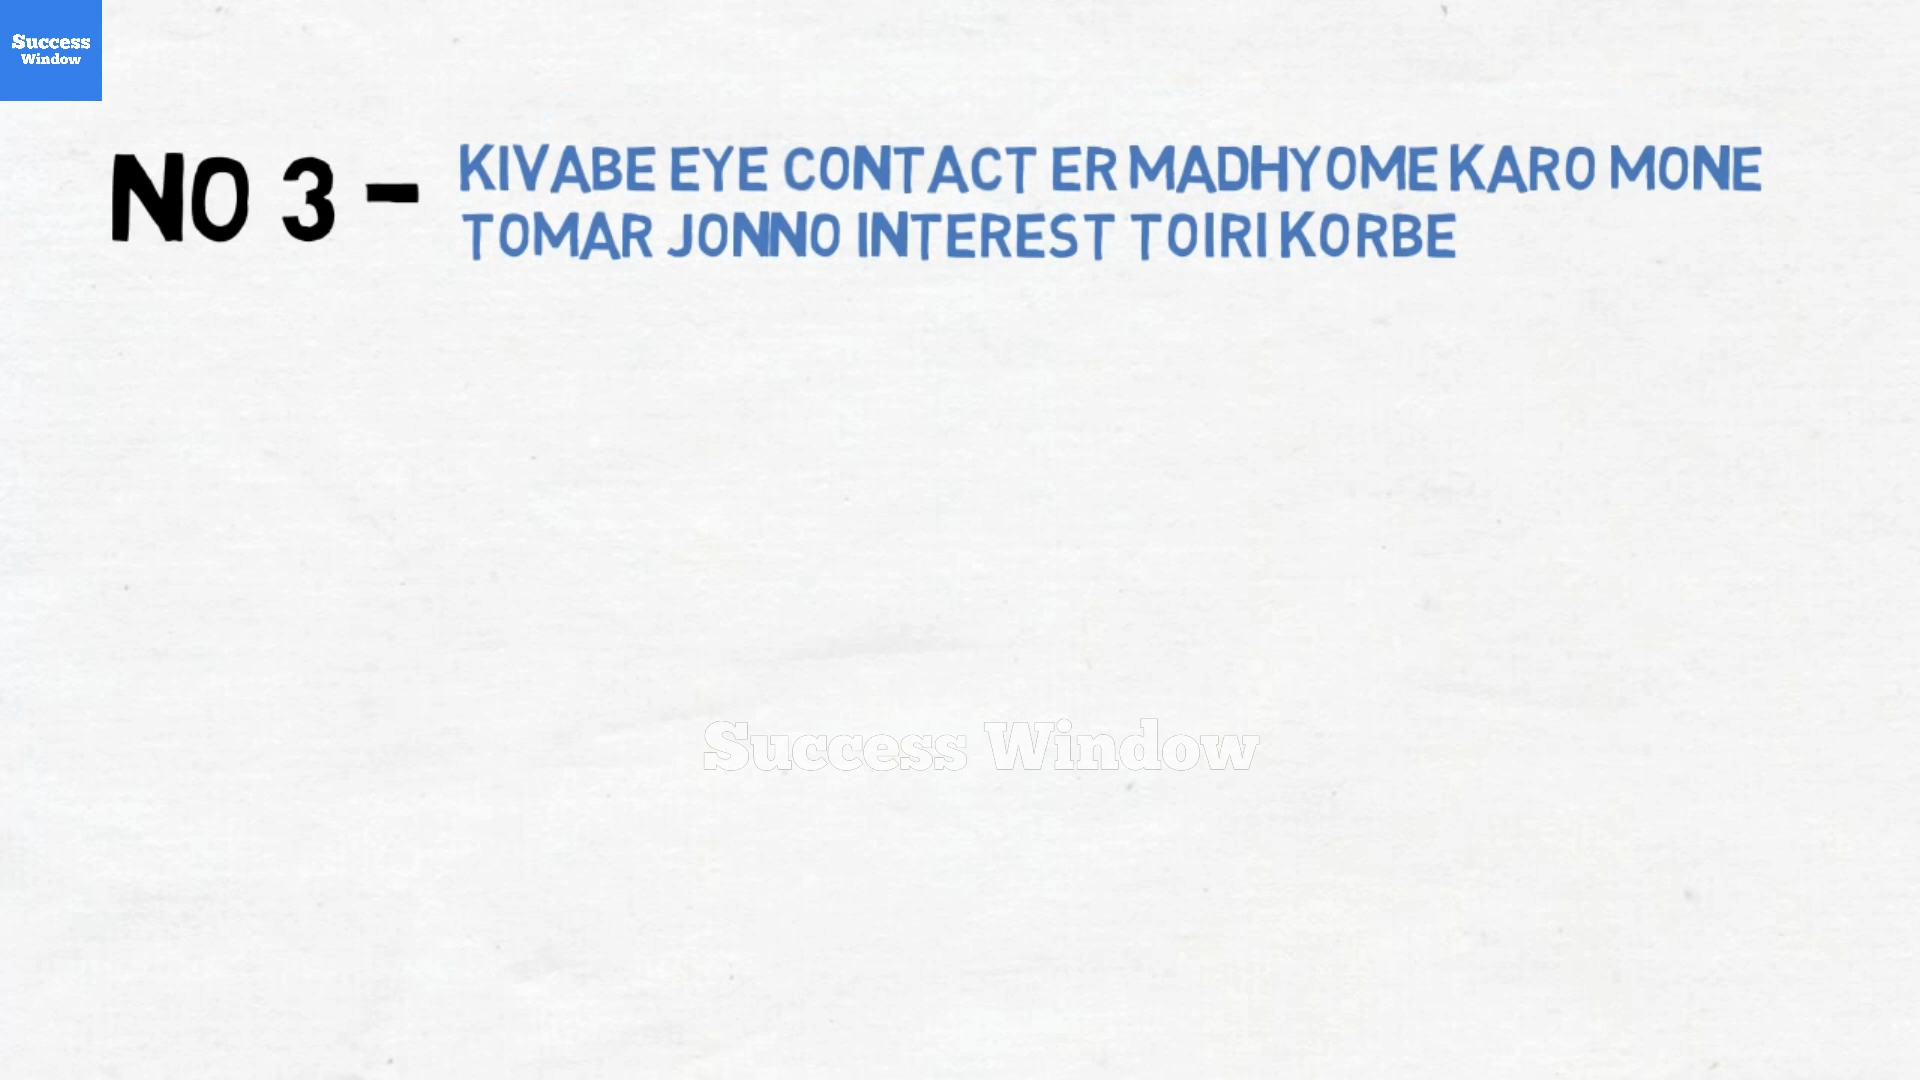 Success
Window
NO 3 - KIVABE EYE CONTACT ER MADHYOME KARO MONE
TOMAR JONNO INTEREST TOIRI KORBE
Success Window